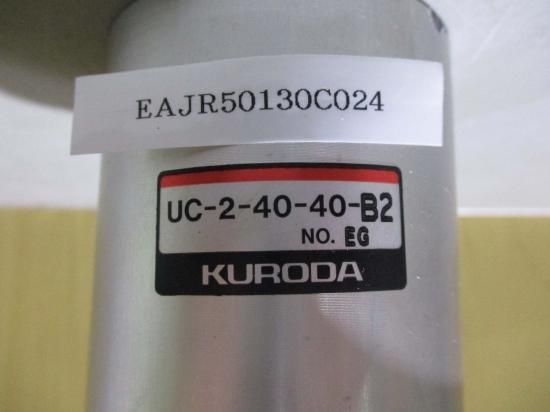 EAJR50130C024
UC-2-40-40-B2
NO. EG
KURODA